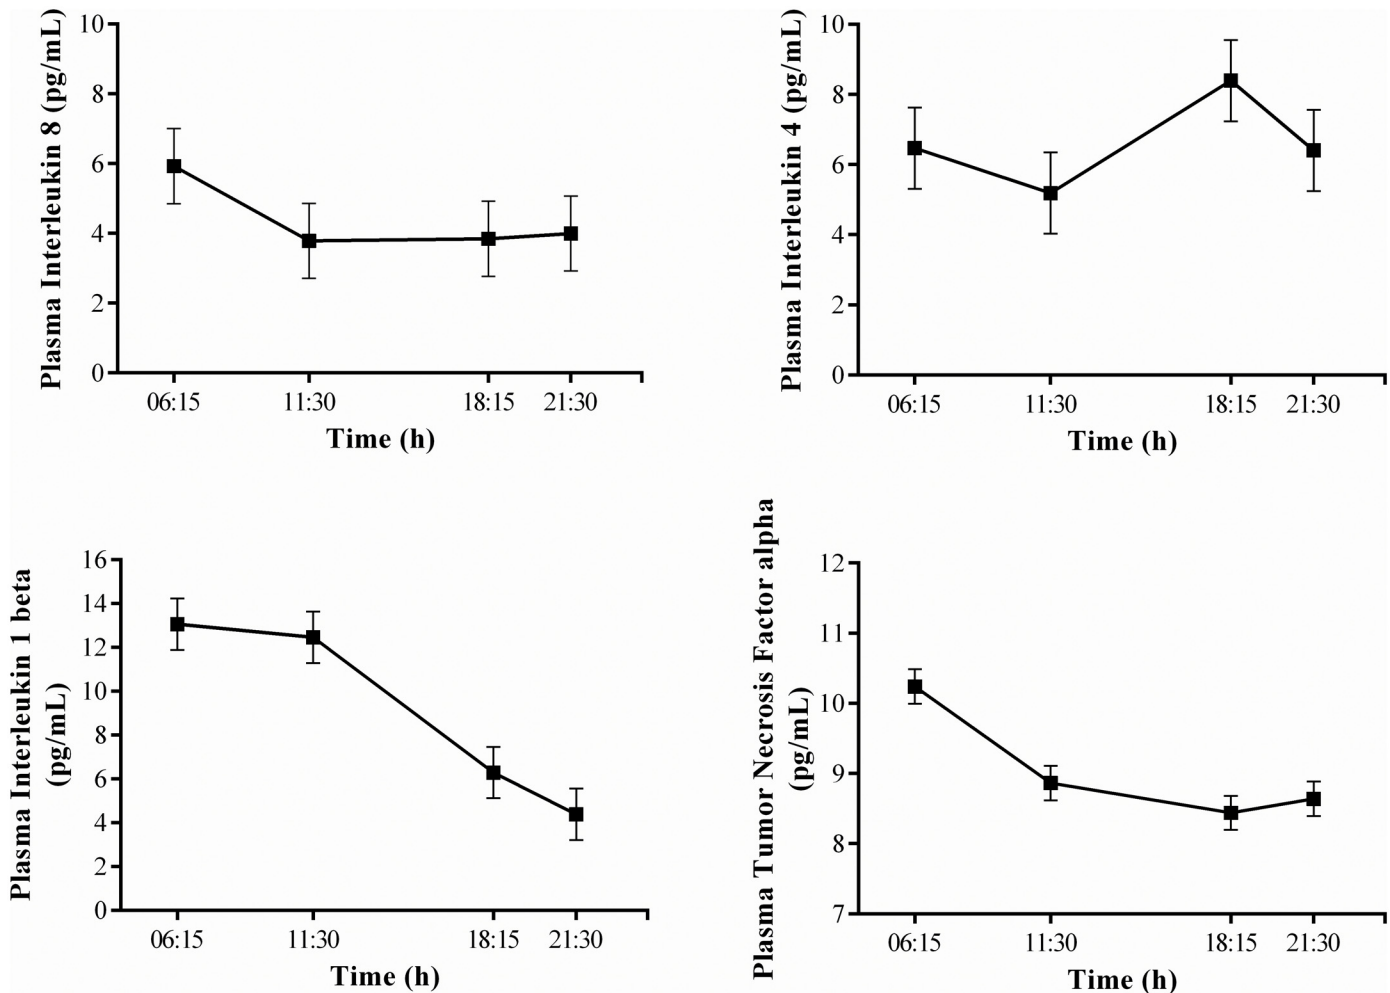 Plasma Interleukin 8 (pg/mL)
10
8
6
4
2
0
06:15 11:30 18:15 21:30
Time (h)
Plasma Interleukin 4 (pg/mL)
10
8
6
4
2
0
06:15 11:30 18:15 21:30
Time (h)
Plasma Interleukin 1 beta
(pg/mL)
16
14
12
10
8
6
4
2
0
06:15 11:30 18:15 21:30
Time (h)
Plasma Tumor Necrosis Factor alpha
(pg/mL)
12
11
10
9
8
7
06:15 11:30 18:15 21:30
Time (h)